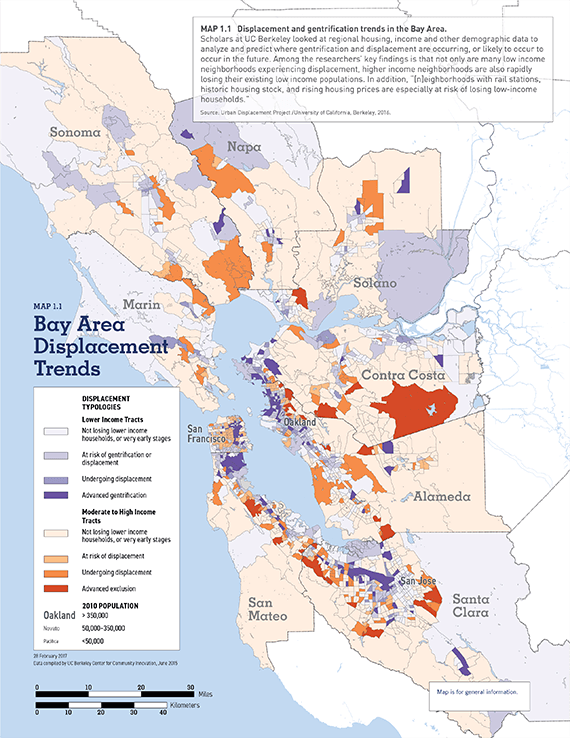 MAP 1.1 Displacement and gentrification trends in the Bay Area.
Scholars at UC Berkeley looked at regional housing, income and other demographic data to
analyze and predict where gentrification and displacement are occurring, or likely to occur to
occur in the future. Among the researchers' key findings is that not only are many low income
neighborhoods experiencing displacement, higher income neighborhoods are also rapidly
losing their existing low income populations. In addition, "[n]eighborhoods with rail stations,
historic housing stock, and rising housing prices are especially at risk of losing low-income
households."
Source: Urban Displacement Project /University of California, Berkeley, 2016.
Sonoma
Napa
Solano
Marin
MAP 1.1
Bay Area
Displacement
Trends
Contra Costa
Oakland
San
Francisco
Alameda
San Jose
Santa
Clara
San
Mateo
DISPLACEMENT
TYPOLOGIES
Lower Income Tracts
Not losing lower income
households, or very early stages
At risk of gentrification or
displacement
Undergoing displacement
Advanced gentrification
Moderate to High Income
Tracts
Not losing lower income
households, or very early stages
At risk of displacement
Undergoing displacement
Advanced exclusion
2010 POPULATION
Oakland > 350,000
Novato 50,000–350,000
Pacifica <50,000
28 February 2017
Data compiled by UC Berkeley Center for Community Innovation, June 2015
0 10 20 30 Miles
0 10 20 30 40 Kilometers
Map is for general information.